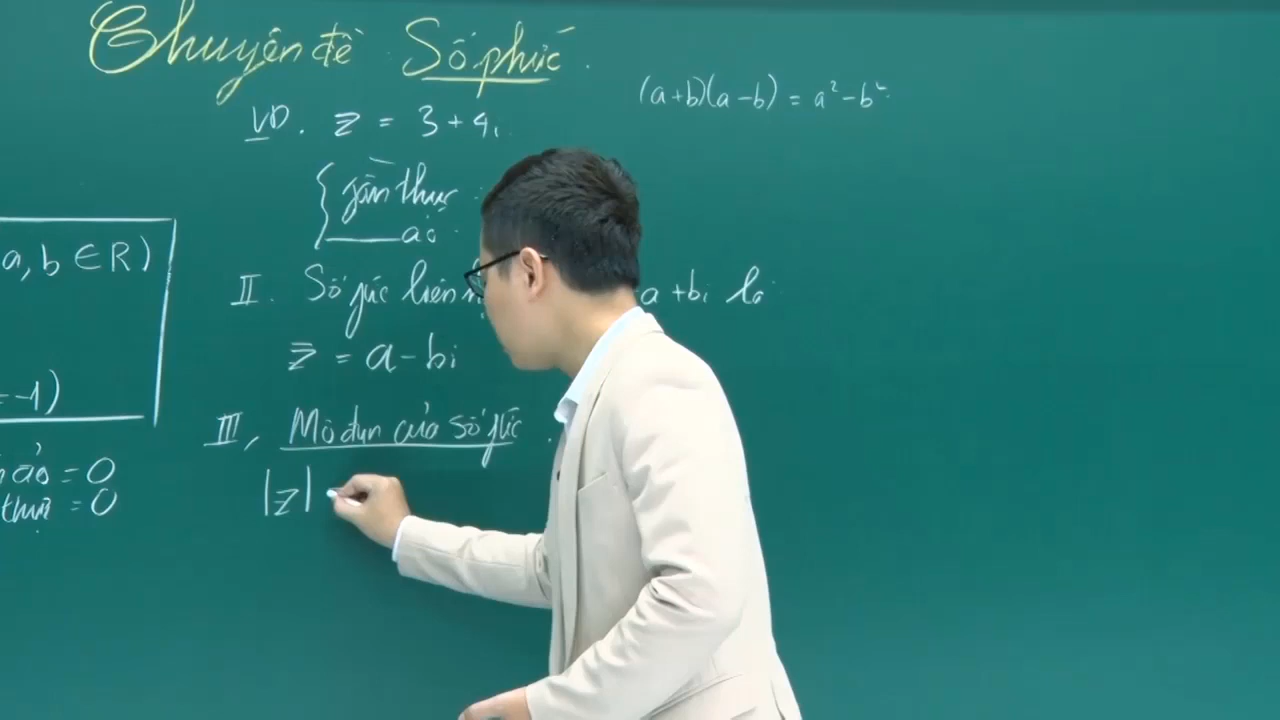 Chuyên đề Số phức.
(a+b)(a-b) = a²-b²
VD. z = 3+4i
phần thực
ảo
a, b ∈ R)
II. Số phức liên a+bi là
z̄ = a-bi
= -1)
III, Mô đun của số phức
ảo = 0
|z|
thực = 0